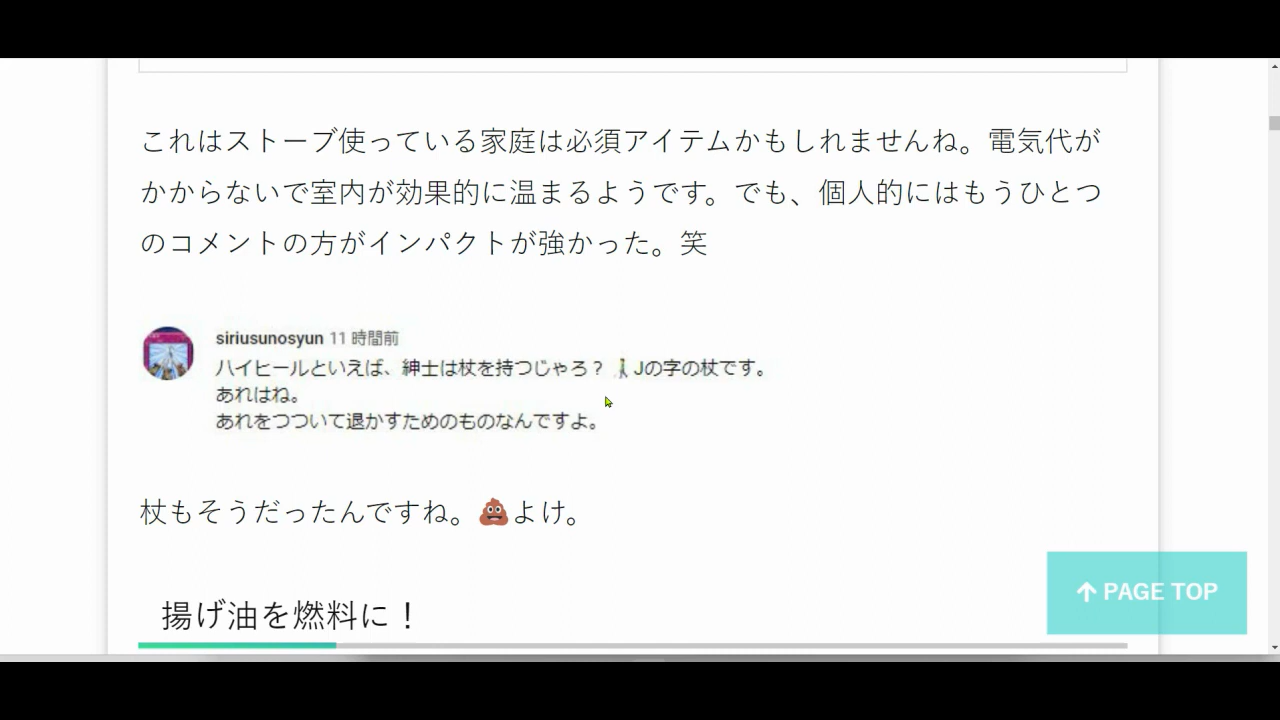 これはストーブ使っている家庭は必須アイテムかもしれませんね。電気代が
かからないで室内が効果的に温まるようです。でも、個人的にはもうひとつ
のコメントの方がインパクトが強かった。笑
siriusunosyun 11 時間前
ハイヒールといえば、紳士は杖を持つじゃろ？🚶Jの字の杖です。
あれはね。
あれをつついて退かすためのものなんですよ。
杖もそうだったんですね。💩よけ。
揚げ油を燃料に！
↑ PAGE TOP